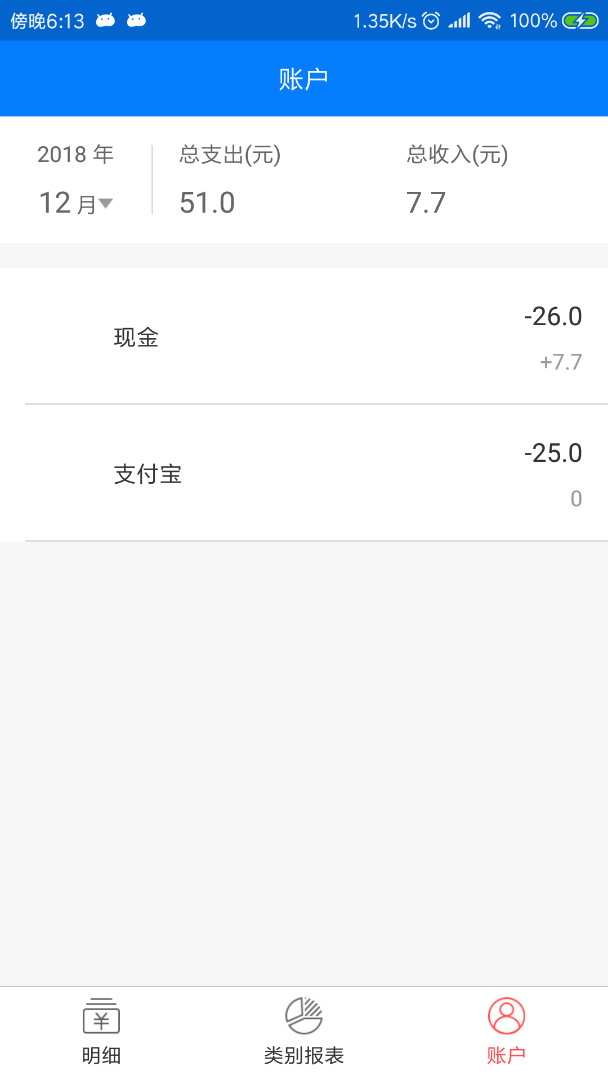 傍晚6:13 1.35K/s 100%
账户
2018 年 总支出(元) 总收入(元)
12 月 51.0 7.7
-26.0
现金
+7.7
-25.0
支付宝
0
明细 类别报表 账户